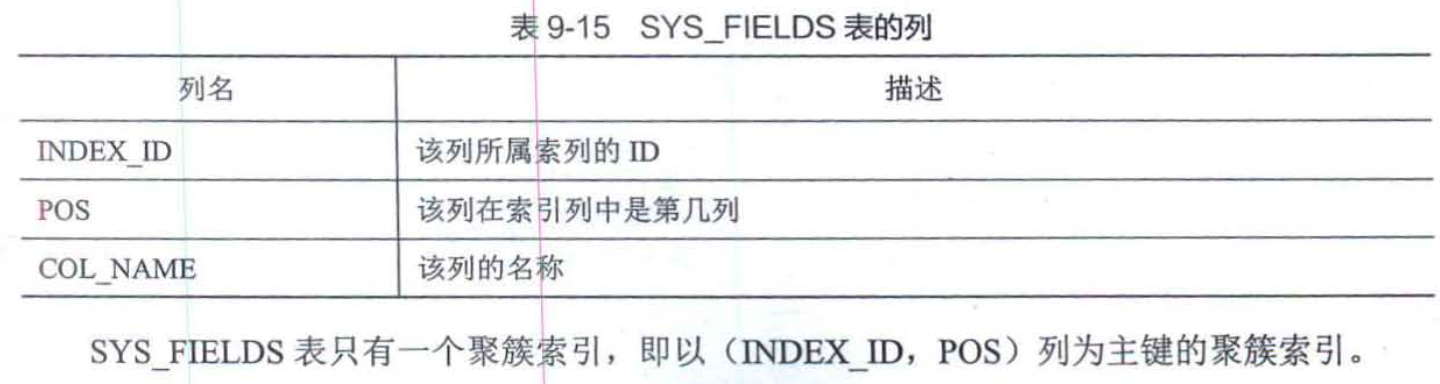 表 9-15 SYS_FIELDS 表的列
列名 描述
INDEX_ID 该列所属索列的 ID
POS 该列在索引列中是第几列
COL_NAME 该列的名称
SYS_FIELDS 表只有一个聚簇索引，即以（INDEX_ID，POS）列为主键的聚簇索引。